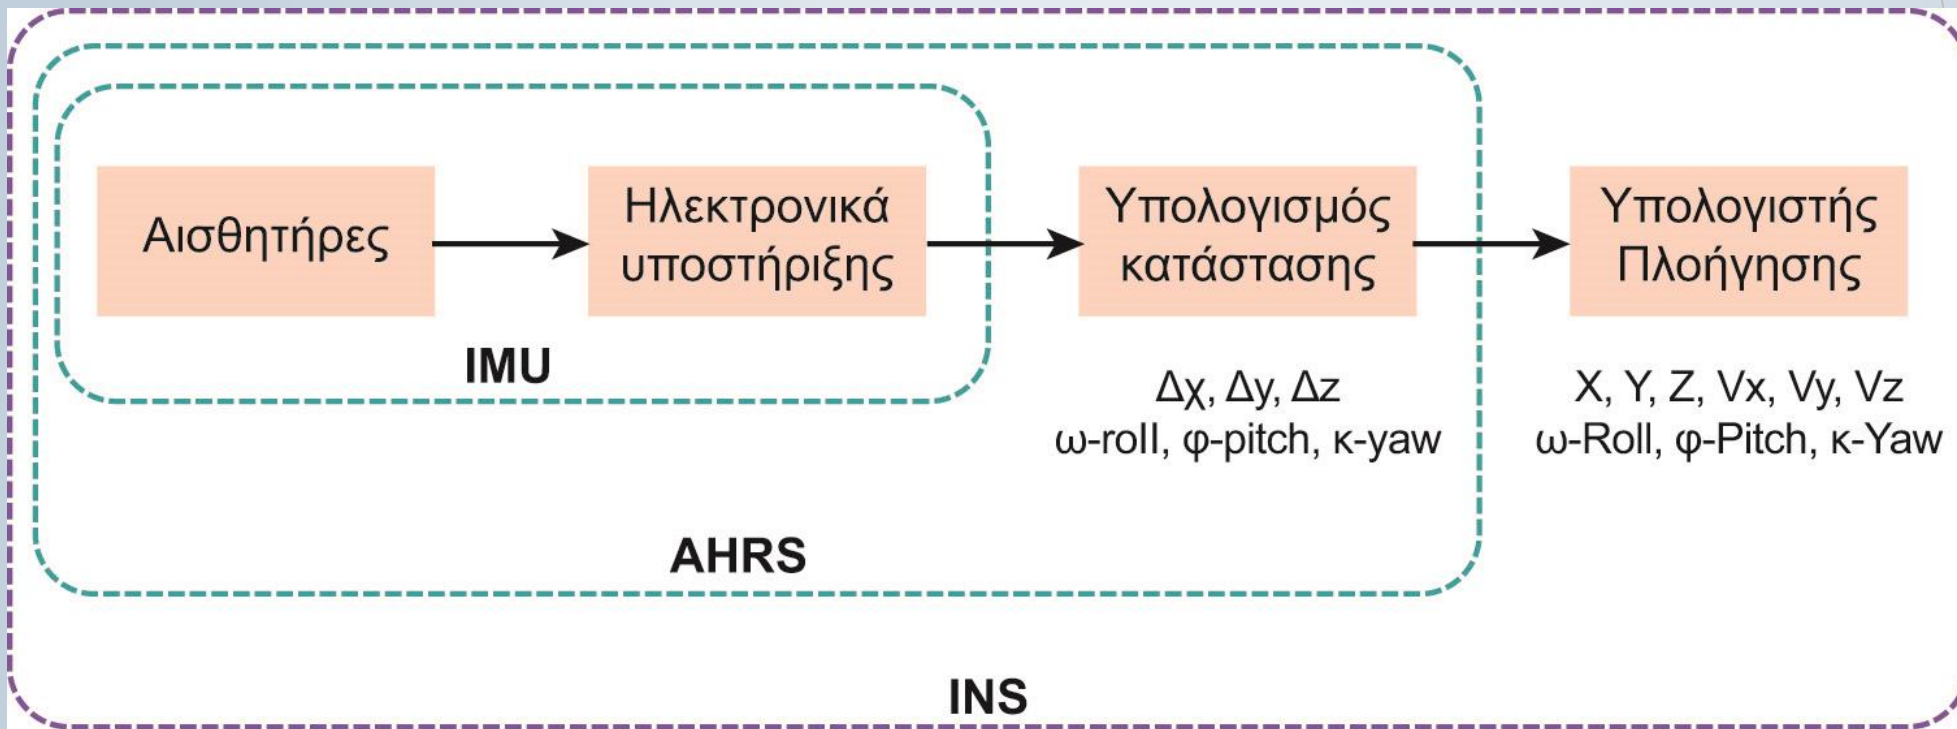 Αισθητήρες
Ηλεκτρονικά
υποστήριξης
Υπολογισμός
κατάστασης
Υπολογιστής
Πλοήγησης
IMU
Δχ, Δy, Δz
ω-roll, φ-pitch, κ-yaw
X, Y, Z, Vx, Vy, Vz
ω-Roll, φ-Pitch, κ-Yaw
AHRS
INS